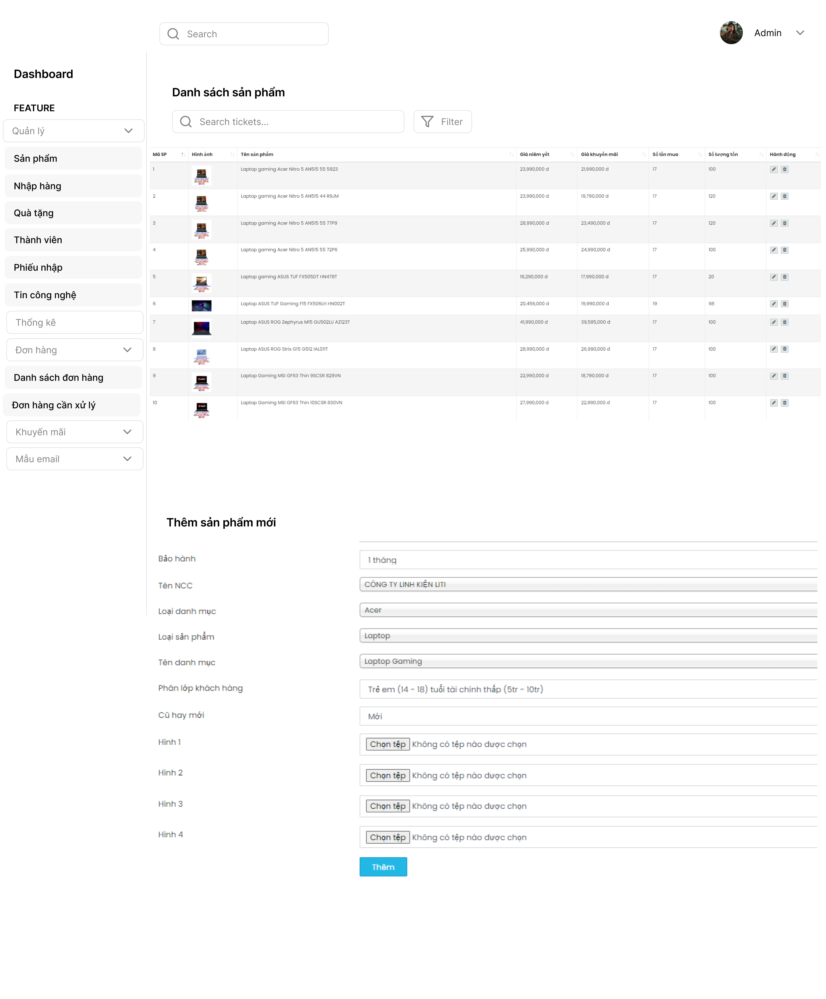 Search
Admin
Dashboard
FEATURE
Quản lý
Sản phẩm
Nhập hàng
Quà tặng
Thành viên
Phiếu nhập
Tin công nghệ
Thống kê
Đơn hàng
Danh sách đơn hàng
Đơn hàng cần xử lý
Khuyến mãi
Mẫu email
Danh sách sản phẩm
Search tickets...
Filter
Mã SP Hình ảnh Tên sản phẩm Giá niêm yết Giá khuyến mãi Số lần mua Số lượng tồn Hành động
1 Laptop gaming Acer Nitro 5 AN515 55 5923 23,990,000 đ 21,990,000 đ 17 100
2 Laptop gaming Acer Nitro 5 AN515 44 R9JM 23,990,000 đ 19,790,000 đ 17 120
3 Laptop gaming Acer Nitro 5 AN515 55 77P9 28,990,000 đ 23,490,000 đ 17 120
4 Laptop gaming Acer Nitro 5 AN515 55 72P6 25,990,000 đ 24,990,000 đ 17 100
5 Laptop gaming ASUS TUF FX505DT HN478T 19,290,000 đ 17,990,000 đ 17 20
6 Laptop ASUS TUF Gaming F15 FX506LH HN002T 20,456,000 đ 19,990,000 đ 19 98
7 Laptop ASUS ROG Zephyrus M15 GU502LU AZ123T 41,990,000 đ 39,585,000 đ 17 100
8 Laptop ASUS ROG Strix G15 G512 IAL011T 28,990,000 đ 26,990,000 đ 17 100
9 Laptop Gaming MSI GF63 Thin 9SCSR 829VN 22,990,000 đ 18,790,000 đ 17 100
10 Laptop Gaming MSI GF63 Thin 10SCSR 830VN 27,990,000 đ 22,990,000 đ 17 100
Thêm sản phẩm mới
Bảo hành 1 tháng
Tên NCC CÔNG TY LINH KIỆN LITI
Loại danh mục Acer
Loại sản phẩm Laptop
Tên danh mục Laptop Gaming
Phân lớp khách hàng Trẻ em (14 - 18) tuổi tài chính thấp (5tr - 10tr)
Cũ hay mới Mới
Hình 1 Chọn tệp Không có tệp nào được chọn
Hình 2 Chọn tệp Không có tệp nào được chọn
Hình 3 Chọn tệp Không có tệp nào được chọn
Hình 4 Chọn tệp Không có tệp nào được chọn
Thêm